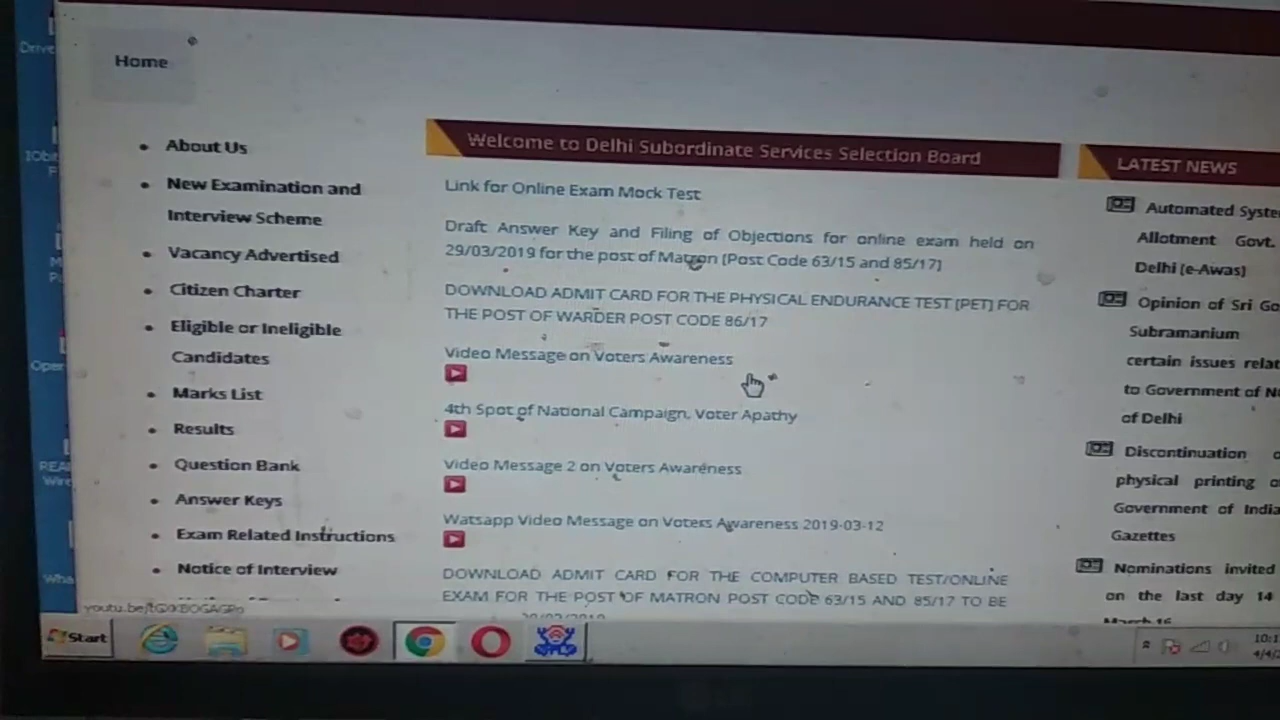 Drive
Home
About Us
New Examination and
Interview Scheme
Vacancy Advertised
Citizen Charter
Eligible or Ineligible
Candidates
Marks List
Results
Question Bank
Answer Keys
Exam Related Instructions
Notice of Interview
Welcome to Delhi Subordinate Services Selection Board
Link for Online Exam Mock Test
Draft Answer Key and Filing of Objections for online exam held on
29/03/2019 for the post of Matron (Post Code 63/15 and 85/17)
DOWNLOAD ADMIT CARD FOR THE PHYSICAL ENDURANCE TEST (PET) FOR
THE POST OF WARDER POST CODE 86/17
Video Message on Voters Awareness
4th Spot of National Campaign, Voter Apathy
Video Message 2 on Voters Awareness
Watsapp Video Message on Voters Awareness 2019-03-12
DOWNLOAD ADMIT CARD FOR THE COMPUTER BASED TEST/ONLINE
EXAM FOR THE POST OF MATRON POST CODE 63/15 AND 85/17 TO BE
LATEST NEWS
Automated Syste
Allotment Govt.
Delhi (e-Awas)
Opinion of Sri Go
Subramanium
certain issues relat
to Government of N
of Delhi
Discontinuation
physical printing
Government of India
Gazettes
Nominations invited
on the last day 14
Start
10:1
4/4/2